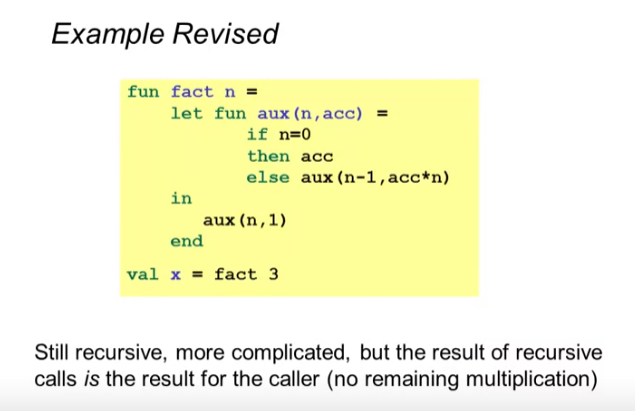 Example Revised
fun fact n =
let fun aux(n,acc) =
if n=0
then acc
else aux(n-1,acc*n)
in
aux(n,1)
end
val x = fact 3
Still recursive, more complicated, but the result of recursive
calls is the result for the caller (no remaining multiplication)